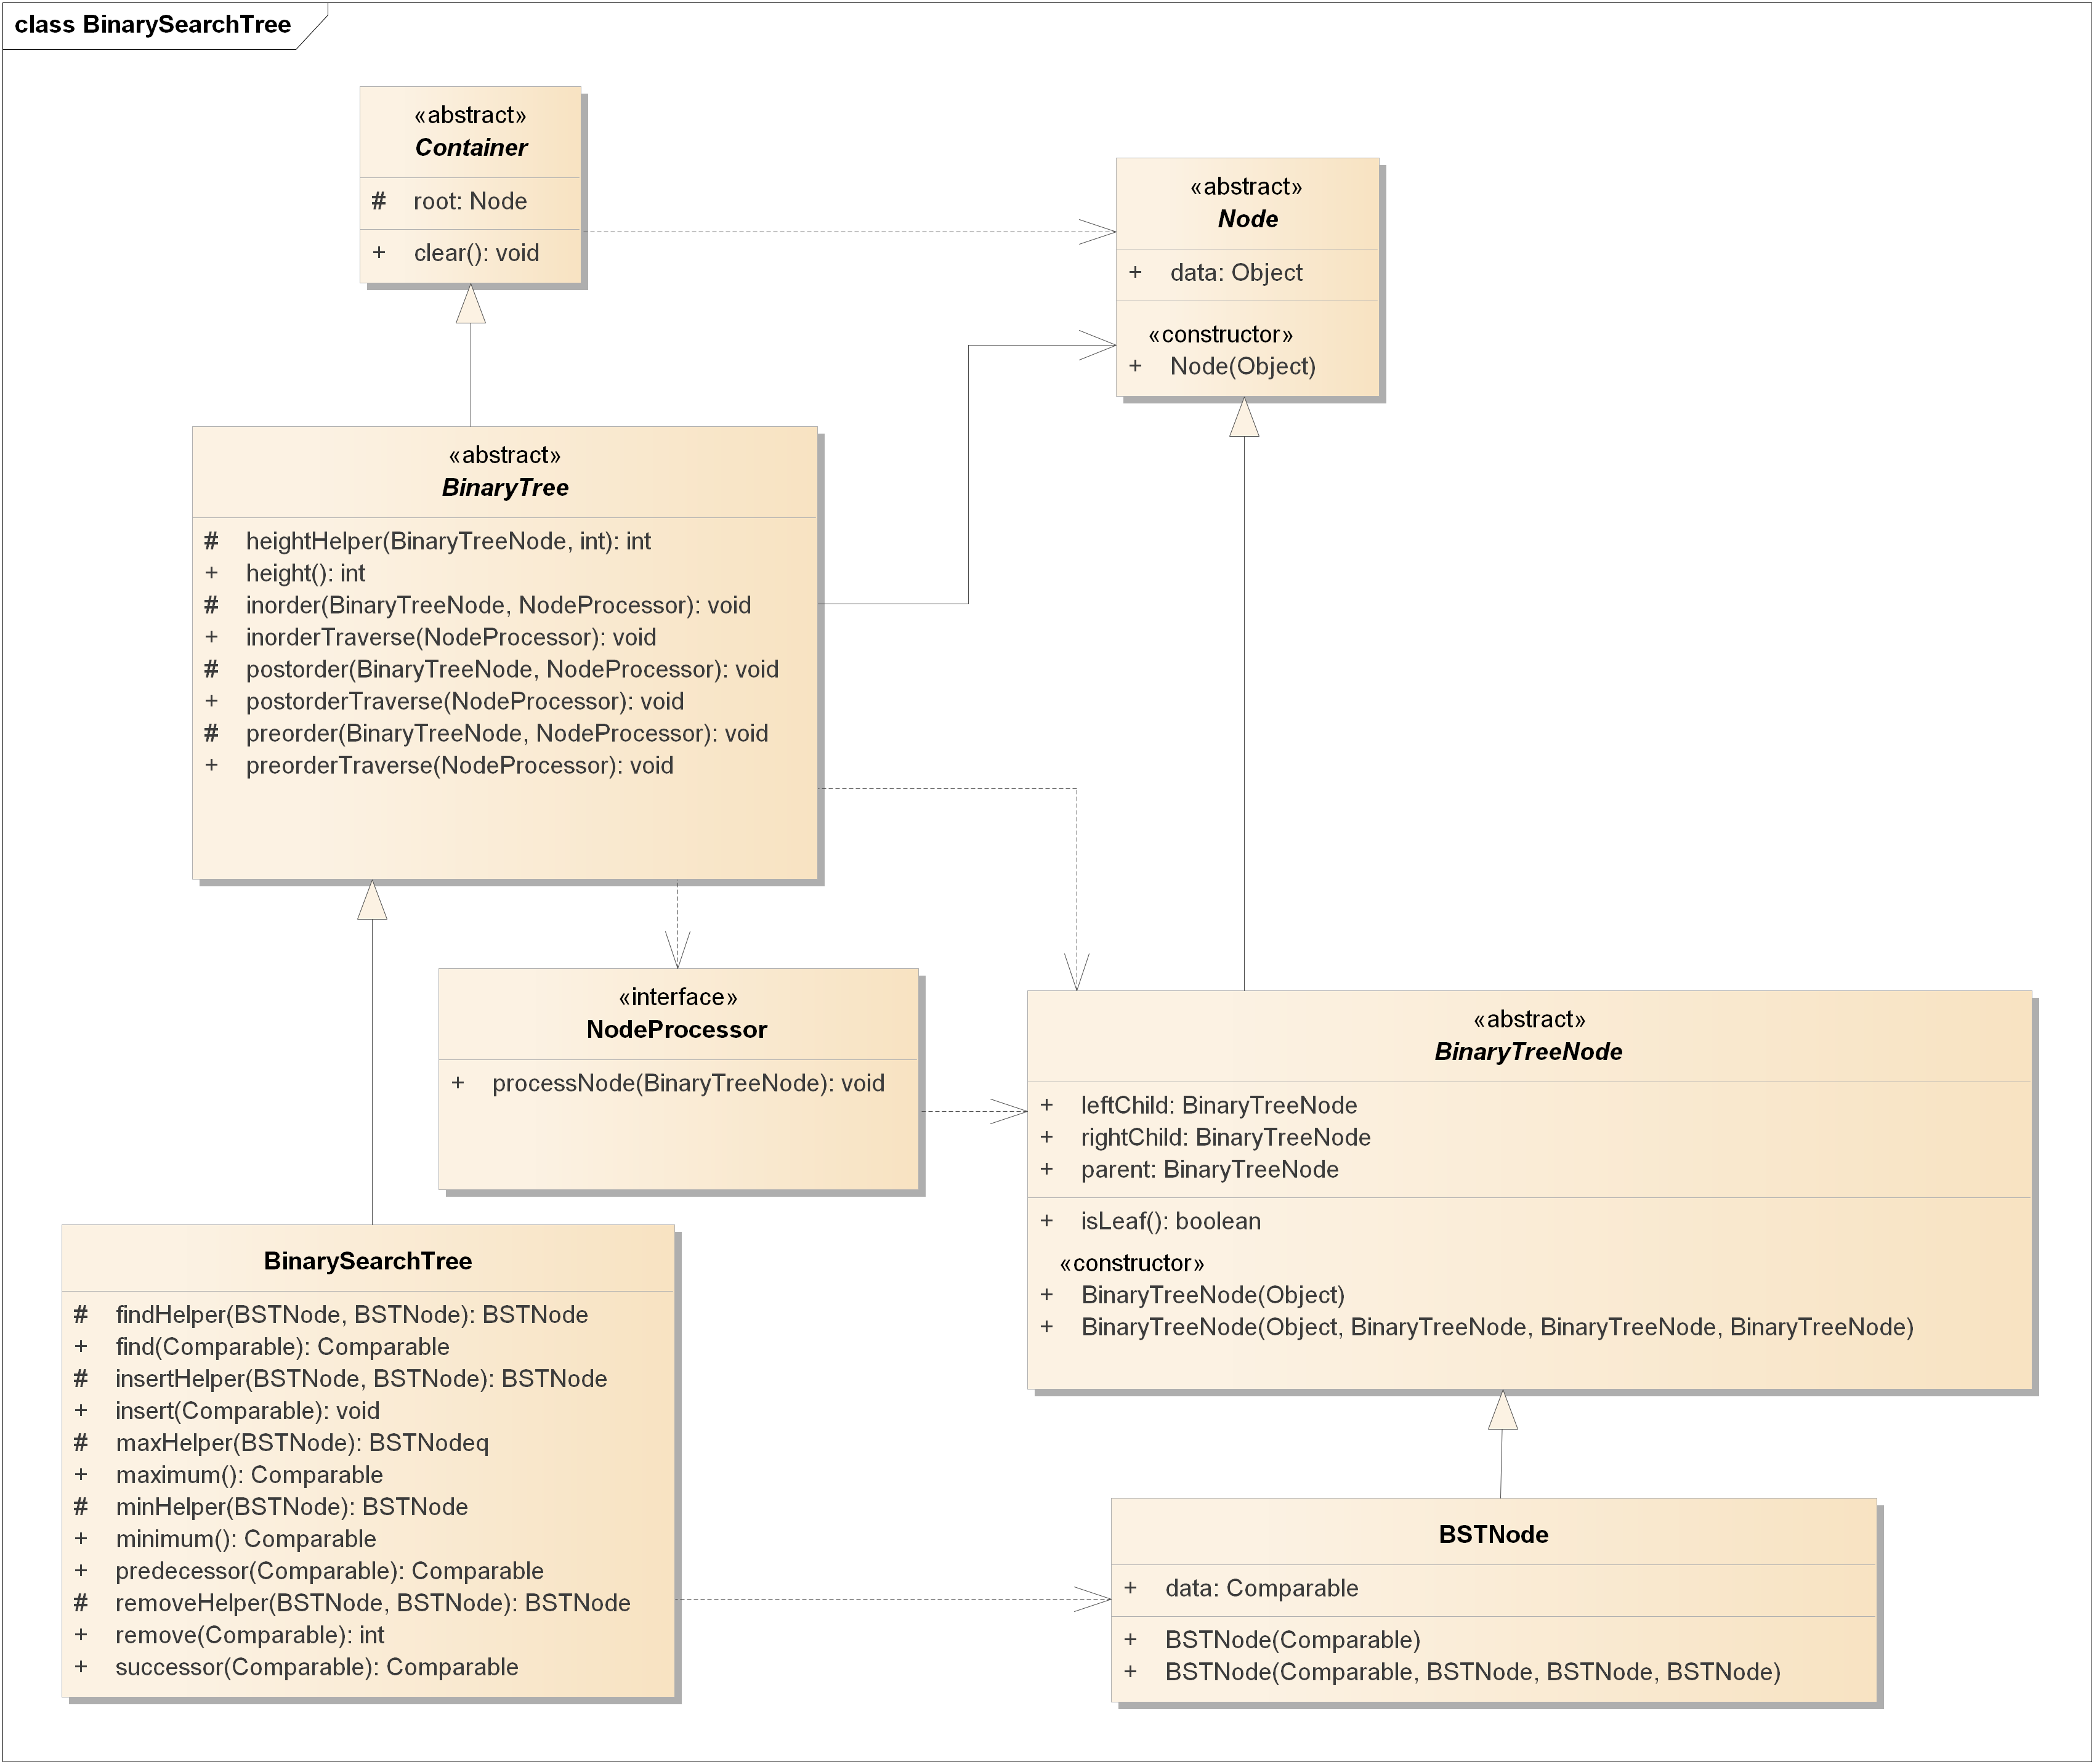 class BinarySearchTree
«abstract»
Container
# root: Node
+ clear(): void
«abstract»
Node
+ data: Object
«constructor»
+ Node(Object)
«abstract»
BinaryTree
# heightHelper(BinaryTreeNode, int): int
+ height(): int
# inorder(BinaryTreeNode, NodeProcessor): void
+ inorderTraverse(NodeProcessor): void
# postorder(BinaryTreeNode, NodeProcessor): void
+ postorderTraverse(NodeProcessor): void
# preorder(BinaryTreeNode, NodeProcessor): void
+ preorderTraverse(NodeProcessor): void
«interface»
NodeProcessor
+ processNode(BinaryTreeNode): void
«abstract»
BinaryTreeNode
+ leftChild: BinaryTreeNode
+ rightChild: BinaryTreeNode
+ parent: BinaryTreeNode
+ isLeaf(): boolean
«constructor»
+ BinaryTreeNode(Object)
+ BinaryTreeNode(Object, BinaryTreeNode, BinaryTreeNode, BinaryTreeNode)
BinarySearchTree
# findHelper(BSTNode, BSTNode): BSTNode
+ find(Comparable): Comparable
# insertHelper(BSTNode, BSTNode): BSTNode
+ insert(Comparable): void
# maxHelper(BSTNode): BSTNodeq
+ maximum(): Comparable
# minHelper(BSTNode): BSTNode
+ minimum(): Comparable
+ predecessor(Comparable): Comparable
# removeHelper(BSTNode, BSTNode): BSTNode
+ remove(Comparable): int
+ successor(Comparable): Comparable
BSTNode
+ data: Comparable
+ BSTNode(Comparable)
+ BSTNode(Comparable, BSTNode, BSTNode, BSTNode)